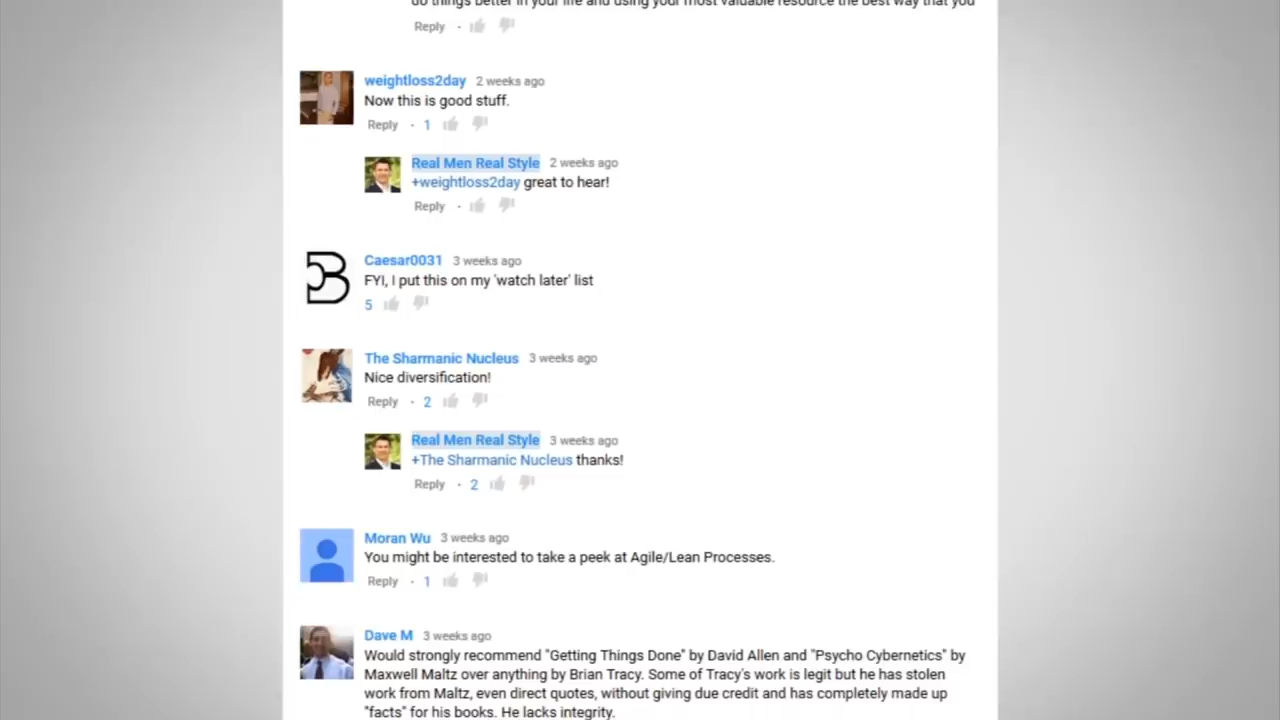 do things better in your life and using your most valuable resource the best way that you
Reply ·
weightloss2day 2 weeks ago
Now this is good stuff.
Reply · 1
Real Men Real Style 2 weeks ago
+weightloss2day great to hear!
Reply ·
Caesar0031 3 weeks ago
FYI, I put this on my 'watch later' list
5
The Sharmanic Nucleus 3 weeks ago
Nice diversification!
Reply · 2
Real Men Real Style 3 weeks ago
+The Sharmanic Nucleus thanks!
Reply · 2
Moran Wu 3 weeks ago
You might be interested to take a peek at Agile/Lean Processes.
Reply · 1
Dave M 3 weeks ago
Would strongly recommend "Getting Things Done" by David Allen and "Psycho Cybernetics" by
Maxwell Maltz over anything by Brian Tracy. Some of Tracy's work is legit but he has stolen
work from Maltz, even direct quotes, without giving due credit and has completely made up
"facts" for his books. He lacks integrity.